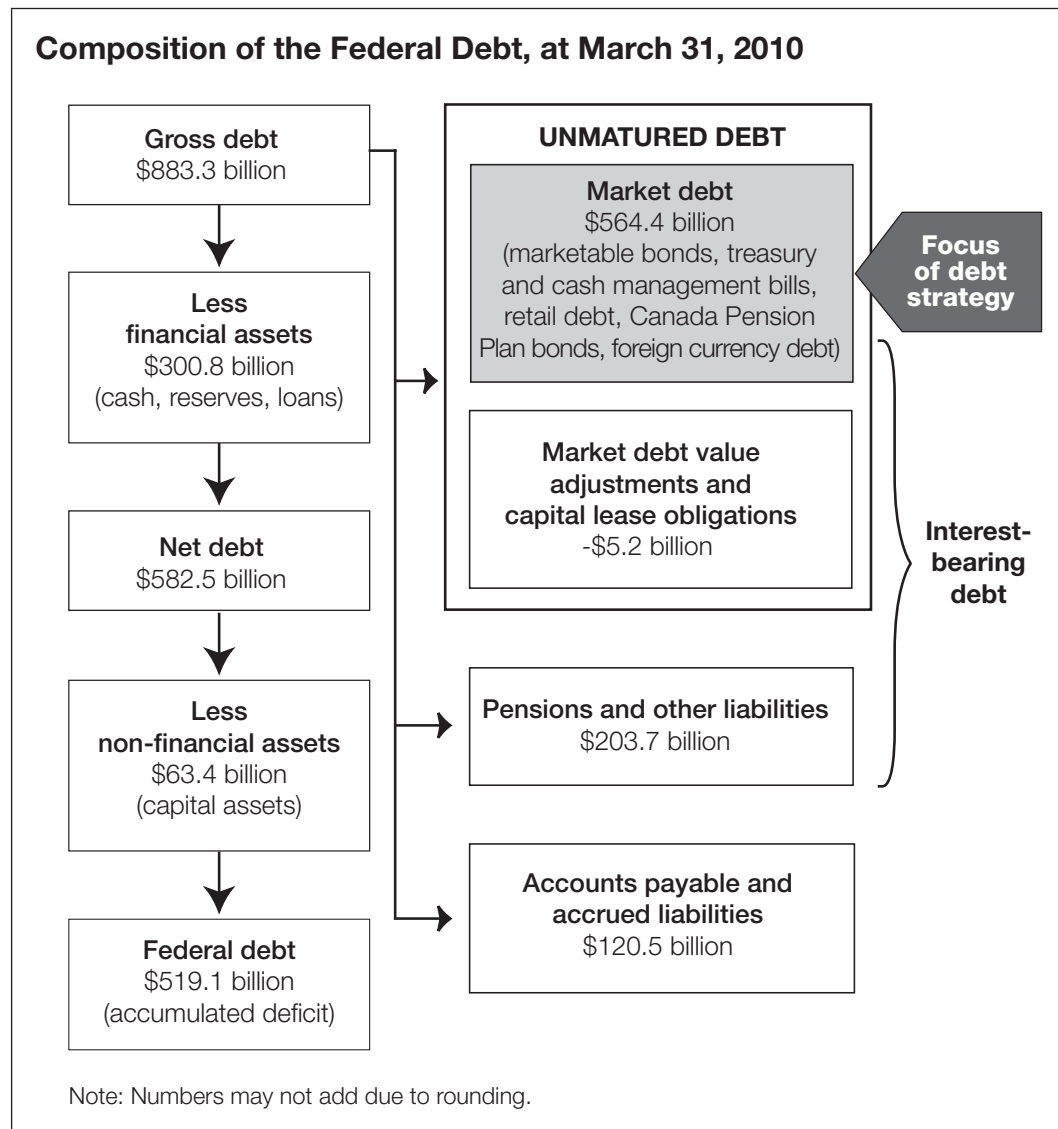 Composition of the Federal Debt, at March 31, 2010
Gross debt
$883.3 billion
Less
financial assets
$300.8 billion
(cash, reserves, loans)
Net debt
$582.5 billion
Less
non-financial assets
$63.4 billion
(capital assets)
Federal debt
$519.1 billion
(accumulated deficit)
UNMATURED DEBT
Market debt
$564.4 billion
(marketable bonds, treasury
and cash management bills,
retail debt, Canada Pension
Plan bonds, foreign currency debt)
Focus
of debt
strategy
Market debt value
adjustments and
capital lease obligations
-$5.2 billion
Interest-
bearing
debt
Pensions and other liabilities
$203.7 billion
Accounts payable and
accrued liabilities
$120.5 billion
Note: Numbers may not add due to rounding.